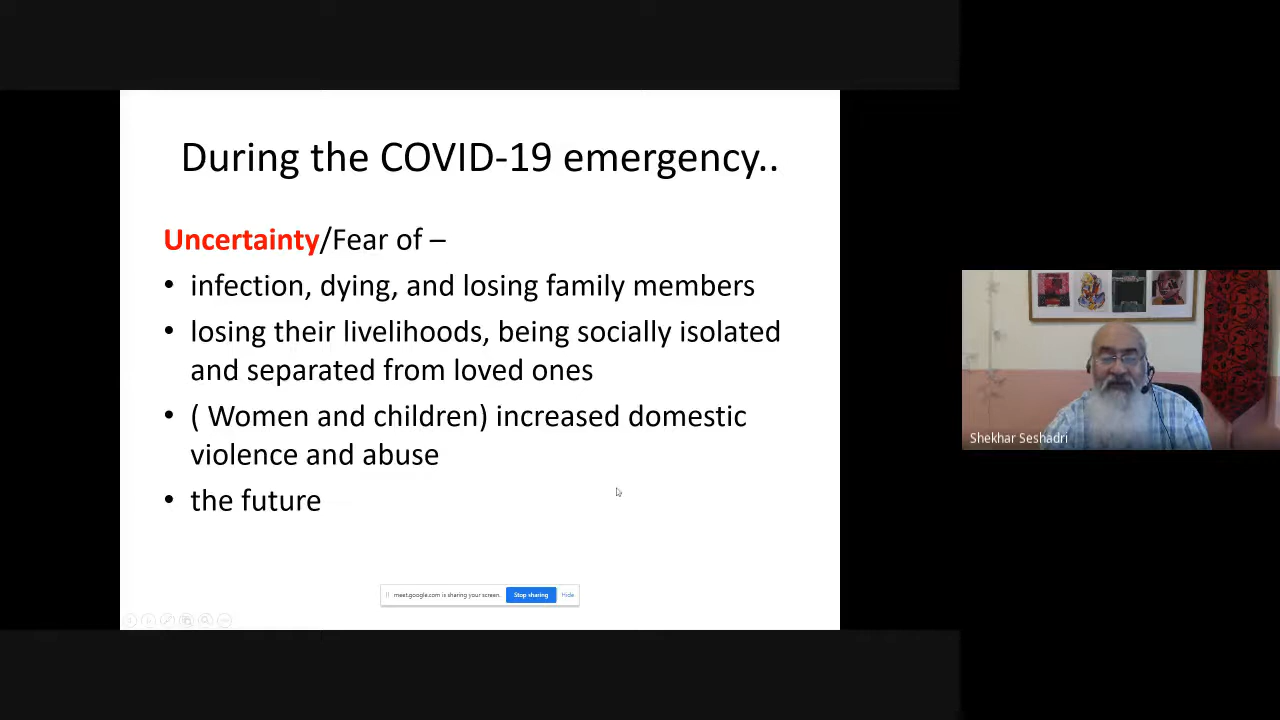 During the COVID-19 emergency..
Uncertainty/Fear of –
• infection, dying, and losing family members
• losing their livelihoods, being socially isolated
and separated from loved ones
• ( Women and children) increased domestic
violence and abuse
• the future
Shekhar Seshadri
meet.google.com is sharing your screen.
Stop sharing
Hide